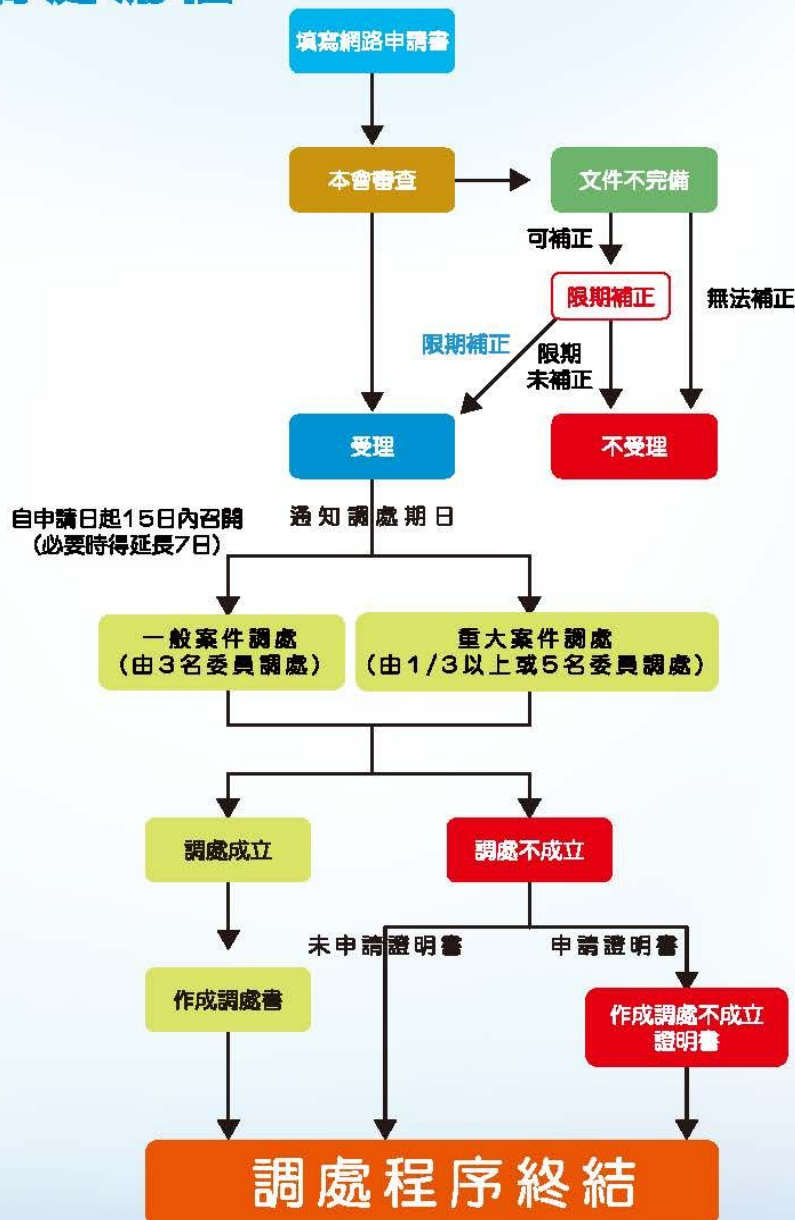 填寫網路申請書
本會審查
文件不完備
可補正
限期補正
無法補正
限期補正
限期
未補正
受理
不受理
自申請日起15日內召開
(必要時得延長7日)
通知調處期日
一般案件調處
(由3名委員調處)
重大案件調處
(由1/3以上或5名委員調處)
調處成立
調處不成立
未申請證明書
申請證明書
作成調處書
作成調處不成立
證明書
調處程序終結